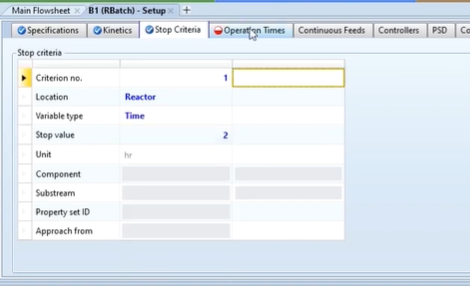 Main Flowsheet B1 (RBatch) - Setup
Specifications Kinetics Stop Criteria Operation Times Continuous Feeds Controllers PSD Co
Stop criteria
Criterion no. 1
Location Reactor
Variable type Time
Stop value 2
Unit hr
Component
Substream
Property set ID
Approach from